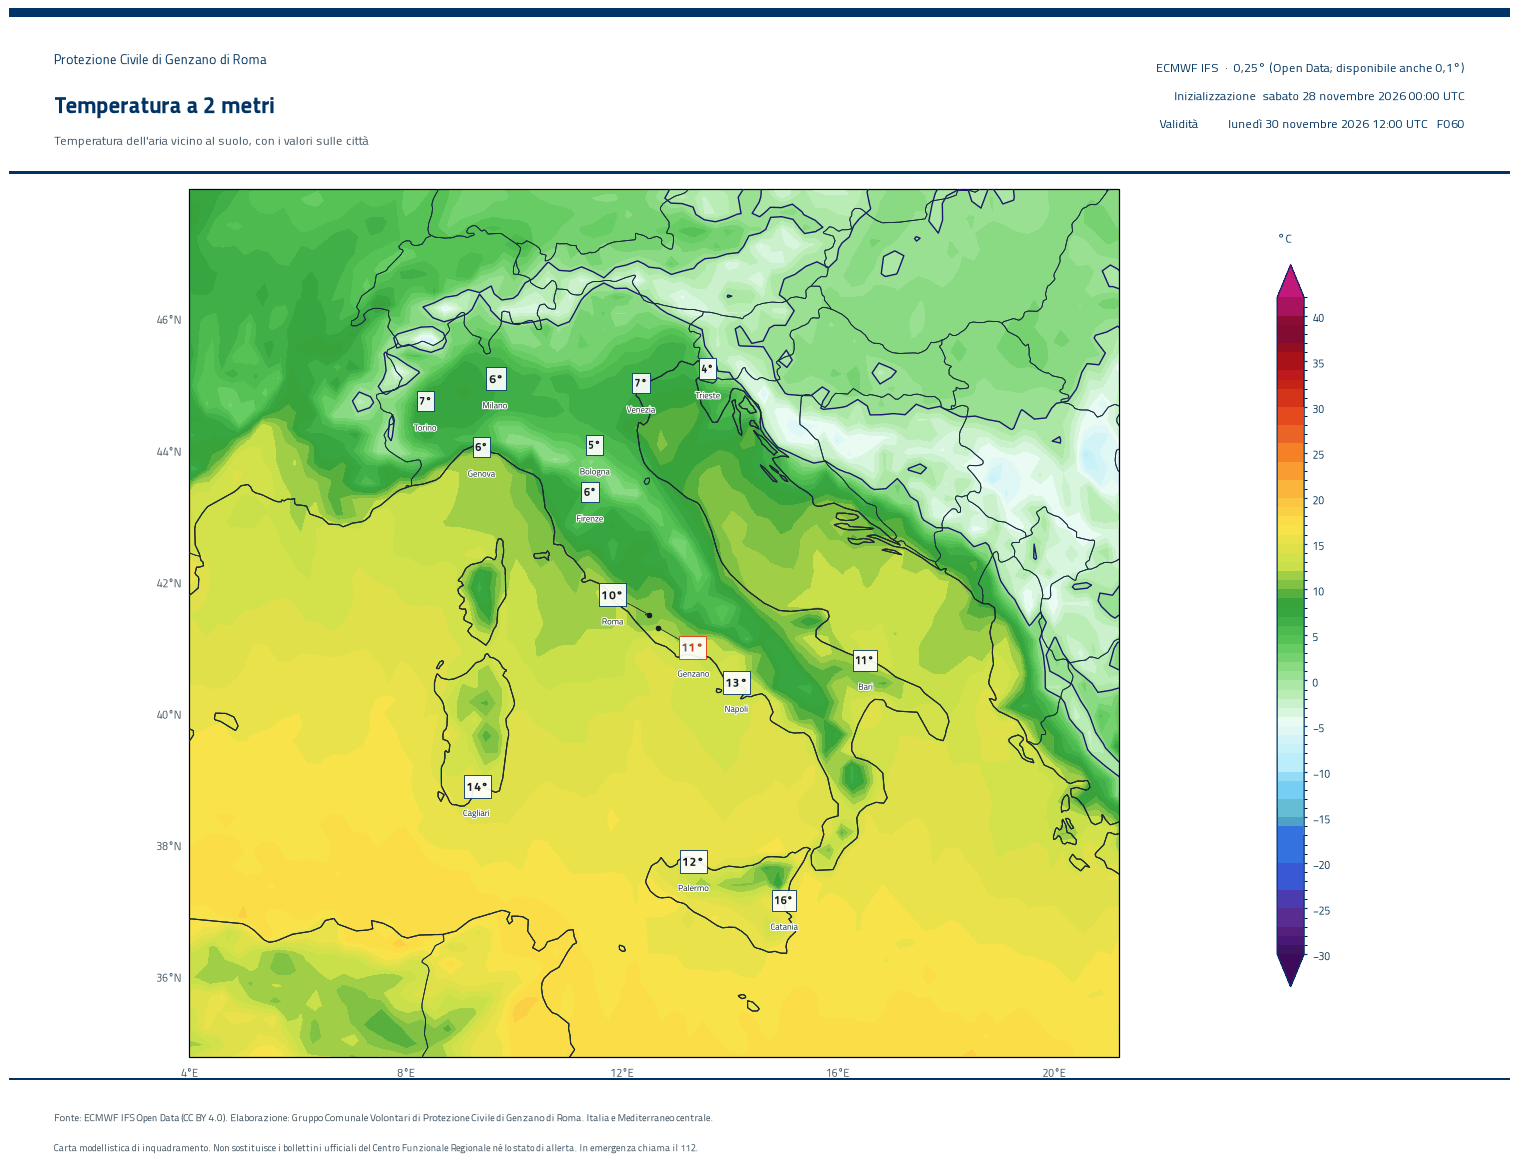 Protezione Civile di Genzano di Roma
Temperatura a 2 metri
Temperatura dell'aria vicino al suolo, con i valori sulle città
ECMWF IFS · 0,25° (Open Data; disponibile anche 0,1°)
Inizializzazione sabato 28 novembre 2026 00:00 UTC
Validità lunedì 30 novembre 2026 12:00 UTC F060
°C
40
35
30
25
20
15
10
5
0
−5
−10
−15
−20
−25
−30
46°N
44°N
42°N
40°N
38°N
36°N
4°E
8°E
12°E
16°E
20°E
4°
Trieste
6°
Milano
7°
Venezia
7°
Torino
6°
Genova
5°
Bologna
6°
Firenze
10°
Roma
11°
Genzano
11°
Bari
13°
Napoli
14°
Cagliari
12°
Palermo
16°
Catania
Fonte: ECMWF IFS Open Data (CC BY 4.0). Elaborazione: Gruppo Comunale Volontari di Protezione Civile di Genzano di Roma. Italia e Mediterraneo centrale.
Carta modellistica di inquadramento. Non sostituisce i bollettini ufficiali del Centro Funzionale Regionale né lo stato di allerta. In emergenza chiama il 112.